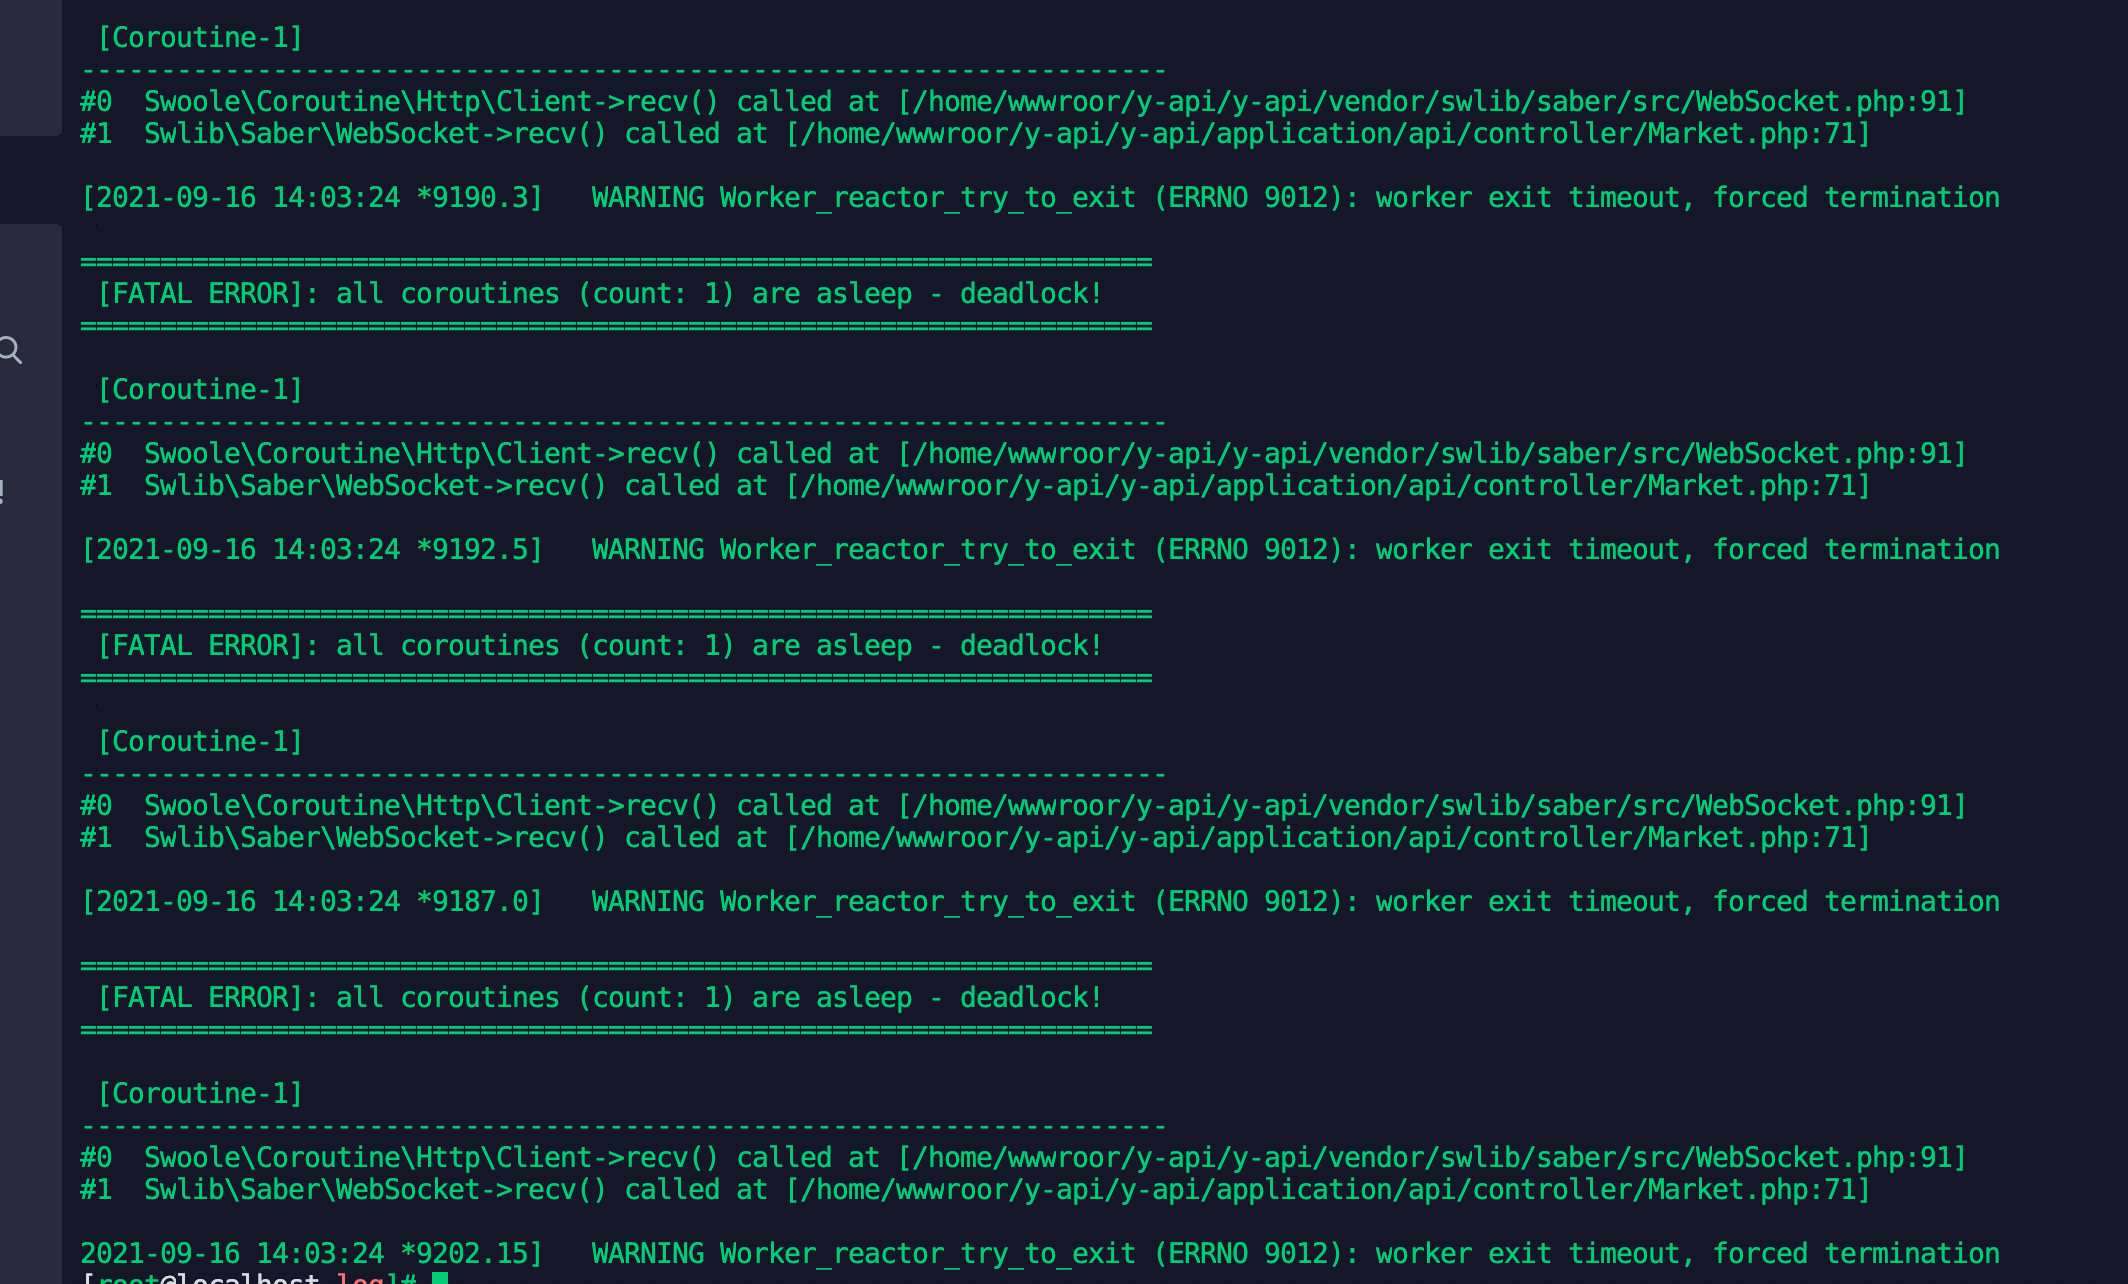 [Coroutine-1]
--------------------------------------------------------------------
#0  Swoole\Coroutine\Http\Client->recv() called at [/home/wwwroor/y-api/y-api/vendor/swlib/saber/src/WebSocket.php:91]
#1  Swlib\Saber\WebSocket->recv() called at [/home/wwwroor/y-api/y-api/application/api/controller/Market.php:71]
[2021-09-16 14:03:24 *9190.3]   WARNING Worker_reactor_try_to_exit (ERRNO 9012): worker exit timeout, forced termination
===================================================================
[FATAL ERROR]: all coroutines (count: 1) are asleep - deadlock!
===================================================================
[Coroutine-1]
--------------------------------------------------------------------
#0  Swoole\Coroutine\Http\Client->recv() called at [/home/wwwroor/y-api/y-api/vendor/swlib/saber/src/WebSocket.php:91]
#1  Swlib\Saber\WebSocket->recv() called at [/home/wwwroor/y-api/y-api/application/api/controller/Market.php:71]
[2021-09-16 14:03:24 *9192.5]   WARNING Worker_reactor_try_to_exit (ERRNO 9012): worker exit timeout, forced termination
===================================================================
[FATAL ERROR]: all coroutines (count: 1) are asleep - deadlock!
===================================================================
[Coroutine-1]
--------------------------------------------------------------------
#0  Swoole\Coroutine\Http\Client->recv() called at [/home/wwwroor/y-api/y-api/vendor/swlib/saber/src/WebSocket.php:91]
#1  Swlib\Saber\WebSocket->recv() called at [/home/wwwroor/y-api/y-api/application/api/controller/Market.php:71]
[2021-09-16 14:03:24 *9187.0]   WARNING Worker_reactor_try_to_exit (ERRNO 9012): worker exit timeout, forced termination
===================================================================
[FATAL ERROR]: all coroutines (count: 1) are asleep - deadlock!
===================================================================
[Coroutine-1]
--------------------------------------------------------------------
#0  Swoole\Coroutine\Http\Client->recv() called at [/home/wwwroor/y-api/y-api/vendor/swlib/saber/src/WebSocket.php:91]
#1  Swlib\Saber\WebSocket->recv() called at [/home/wwwroor/y-api/y-api/application/api/controller/Market.php:71]
2021-09-16 14:03:24 *9202.15]   WARNING Worker_reactor_try_to_exit (ERRNO 9012): worker exit timeout, forced termination
[root@localhost log]#